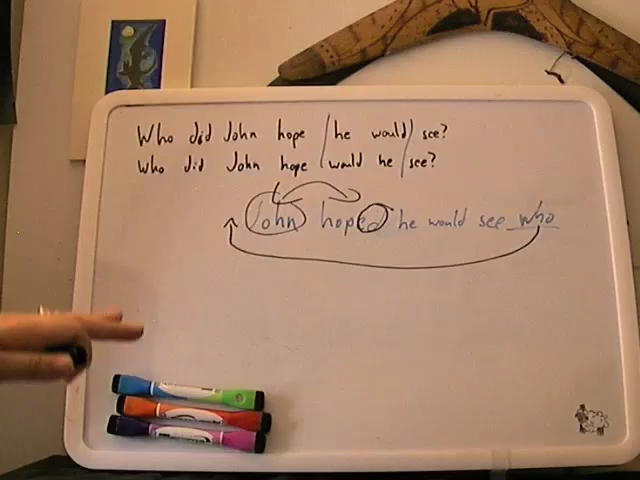 Who did John hope he would see?
Who did John hope would he see?
John hoped he would see who